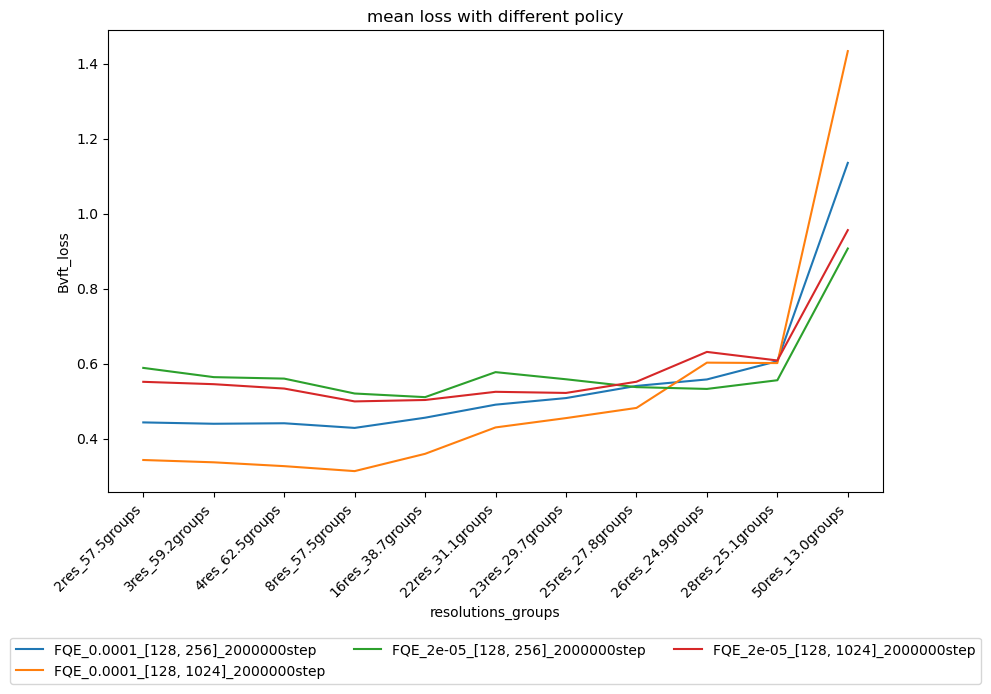 mean loss with different policy
1.4
1.2
1.0
0.8
0.6
0.4
Bvft_loss
2res_57.5groups
3res_59.2groups
4res_62.5groups
8res_57.5groups
16res_38.7groups
22res_31.1groups
23res_29.7groups
25res_27.8groups
26res_24.9groups
28res_25.1groups
50res_13.0groups
resolutions_groups
FQE_0.0001_[128, 256]_2000000step
FQE_0.0001_[128, 1024]_2000000step
FQE_2e-05_[128, 256]_2000000step
FQE_2e-05_[128, 1024]_2000000step